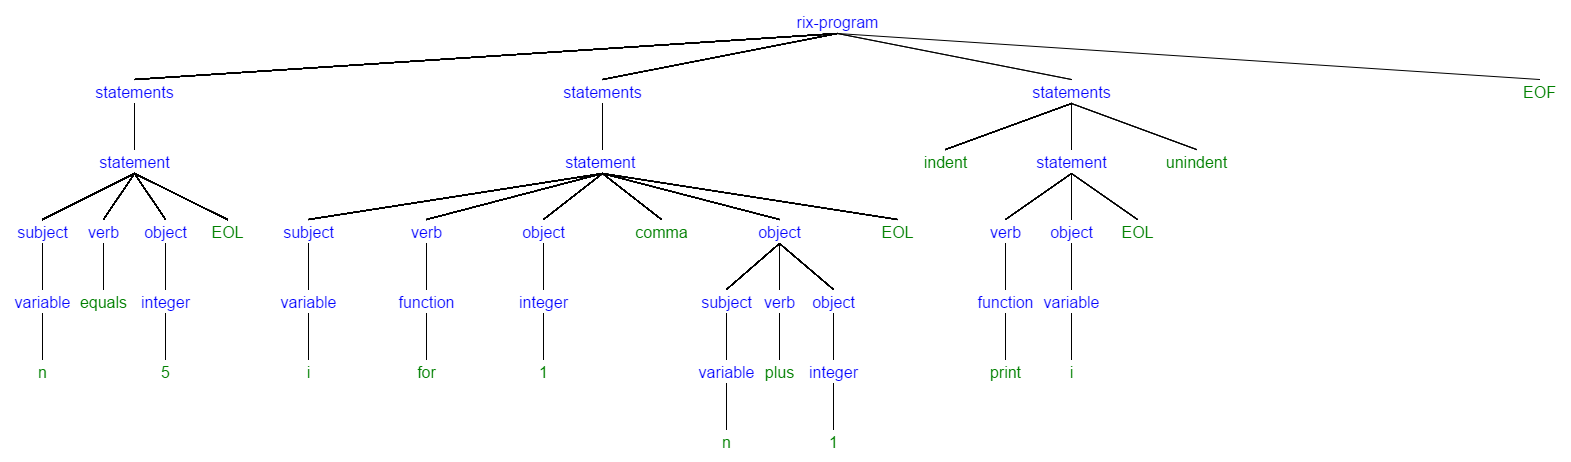 rix-program
statements statements statements EOF
statement statement indent statement unindent
subject verb object EOL subject verb object comma object EOL verb object EOL
variable equals integer variable function integer subject verb object function variable
n 5 i for 1 variable plus integer print i
n 1